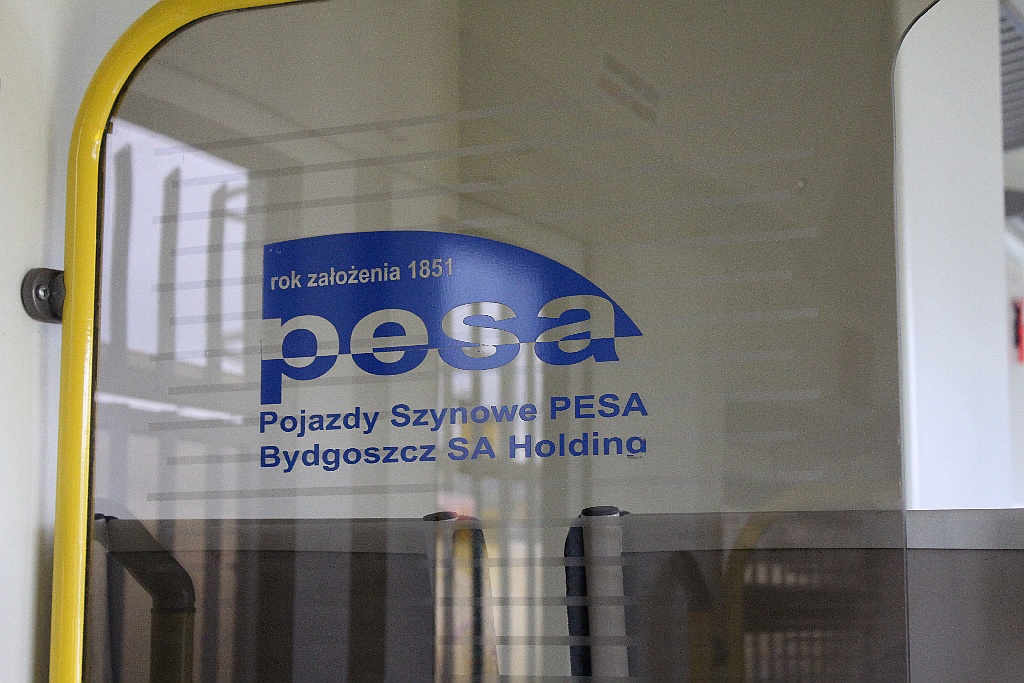 rok założenia 1851
pesa
Pojazdy Szynowe PESA
Bydgoszcz SA Holding